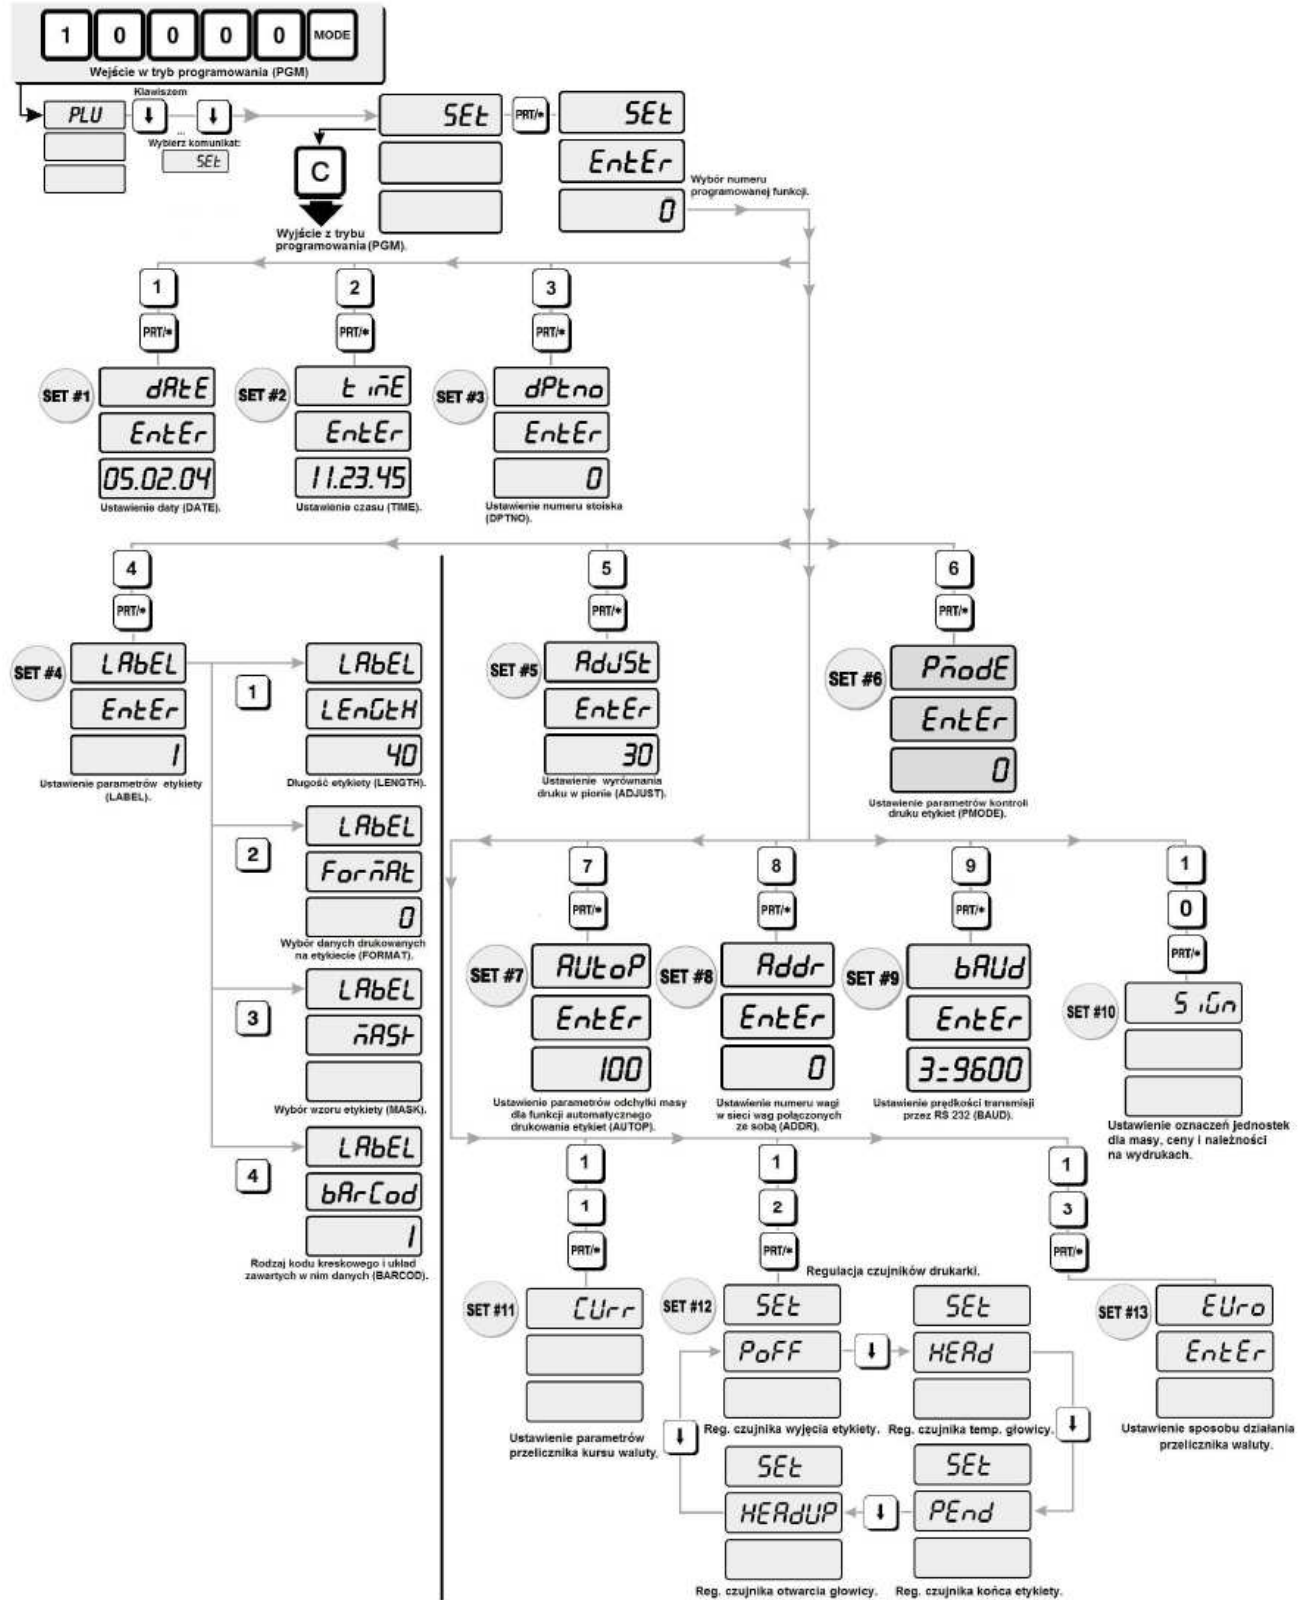 1 0 0 0 0 MODE
Wejście w tryb programowania (PGM)
Klawiszem
PLU
...
Wybierz komunikat:
SEt
SEt PRT/* SEt
EntEr
0
C
Wybór numeru
programowanej funkcji.
Wyjście z trybu
programowania (PGM).
1 2 3
PRT/* PRT/* PRT/*
SET #1 dAtE
EntEr
05.02.04
Ustawienie daty (DATE).
SET #2 timE
EntEr
11.23.45
Ustawienie czasu (TIME).
SET #3 dPtno
EntEr
0
Ustawienie numeru stoiska
(DPTNO).
4 5 6
PRT/* PRT/* PRT/*
SET #4 LAbEL
EntEr
1
Ustawienie parametrów etykiety
(LABEL).
1
LAbEL
LEnGtH
40
Długość etykiety (LENGTH).
2
LAbEL
FormAt
0
Wybór danych drukowanych
na etykiecie (FORMAT).
3
LAbEL
mASk
Wybór wzoru etykiety (MASK).
4
LAbEL
bArCod
1
Rodzaj kodu kreskowego i układ
zawartych w nim danych (BARCOD).
SET #5 AdJSt
EntEr
30
Ustawienie wyrównania
druku w pionie (ADJUST).
SET #6 PmodE
EntEr
0
Ustawienie parametrów kontroli
druku etykiet (PMODE).
7 8 9 1
0
PRT/* PRT/* PRT/* PRT/*
SET #7 AUtoP
EntEr
100
Ustawienie parametrów odchyłki masy
dla funkcji automatycznego
drukowania etykiet (AUTOP).
SET #8 Addr
EntEr
0
Ustawienie numeru wagi
w sieci wag połączonych
ze sobą (ADDR).
SET #9 bAUd
EntEr
3=9600
Ustawienie prędkości transmisji
przez RS 232 (BAUD).
SET #10 SiGn
Ustawienie oznaczeń jednostek
dla masy, ceny i należności
na wydrukach.
1 1 1
1 2 3
PRT/* PRT/* PRT/*
SET #11 CUrr
Ustawienie parametrów
przelicznika kursu waluty.
Regulacja czujników drukarki.
SET #12 SEt
PoFF
Reg. czujnika wyjęcia etykiety.
SEt
HEAd
Reg. czujnika temp. głowicy.
SEt
HEAdUP
Reg. czujnika otwarcia głowicy.
SEt
PEnd
Reg. czujnika końca etykiety.
SET #13 EUro
EntEr
Ustawienie sposobu działania
przelicznika waluty.